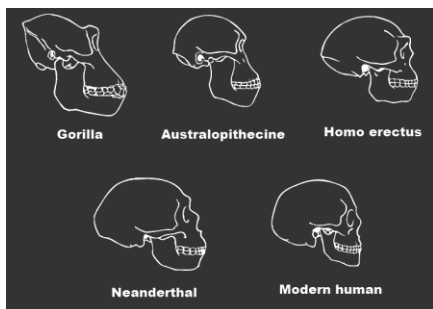 Gorilla
Australopithecine
Homo erectus
Neanderthal
Modern human